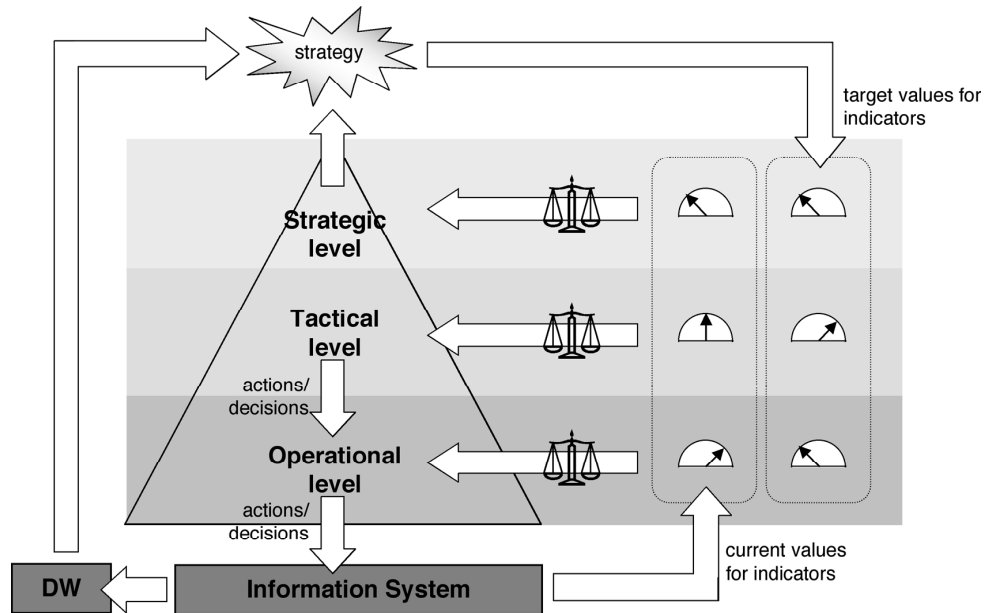 strategy
target values for
indicators
Strategic
level
Tactical
level
actions/
decisions
Operational
level
actions/
decisions
current values
for indicators
DW
Information System